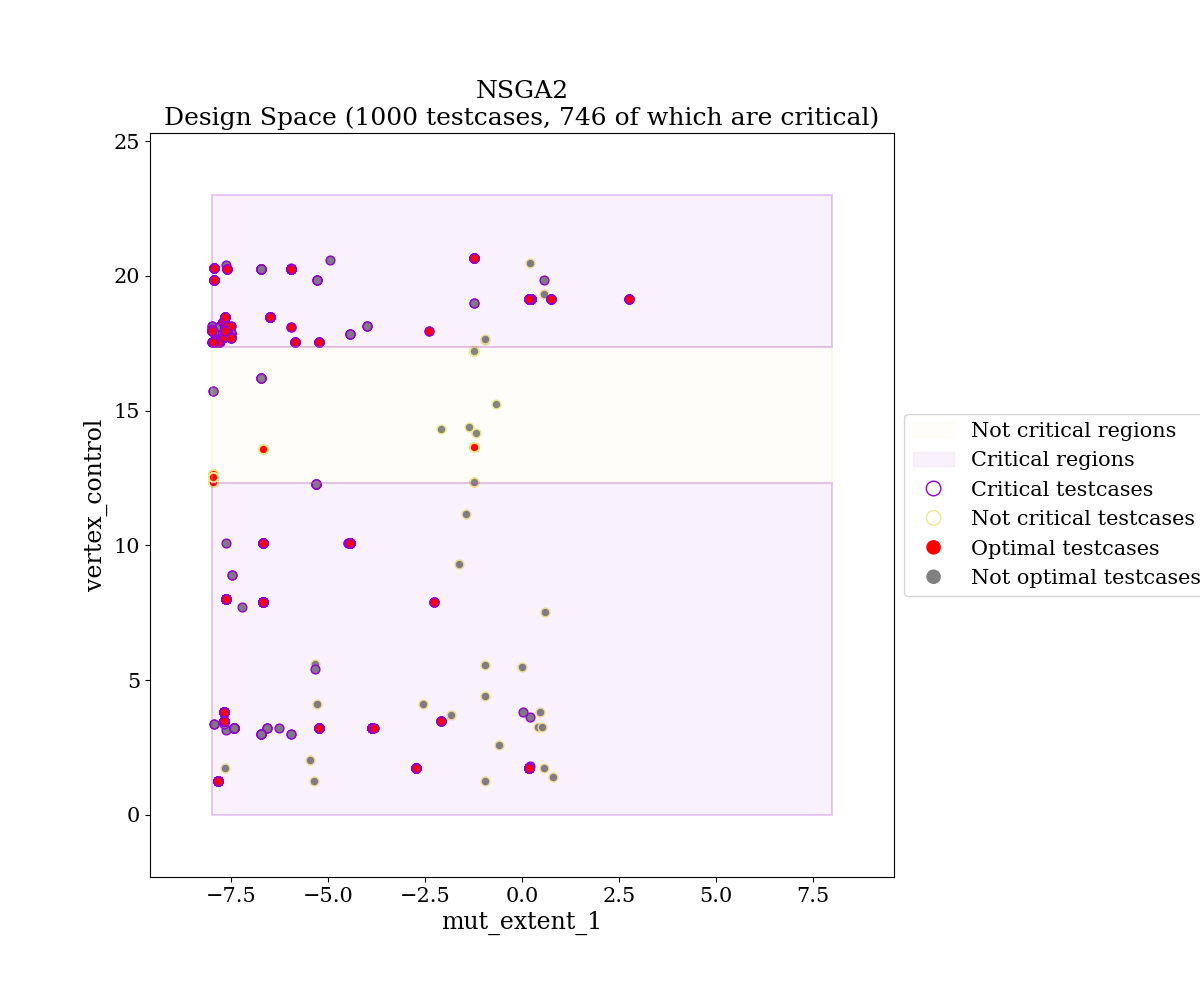 NSGA2
Design Space (1000 testcases, 746 of which are critical)
25
20
15
10
5
0
vertex_control
−7.5
−5.0
−2.5
0.0
2.5
5.0
7.5
mut_extent_1
Not critical regions
Critical regions
Critical testcases
Not critical testcases
Optimal testcases
Not optimal testcases